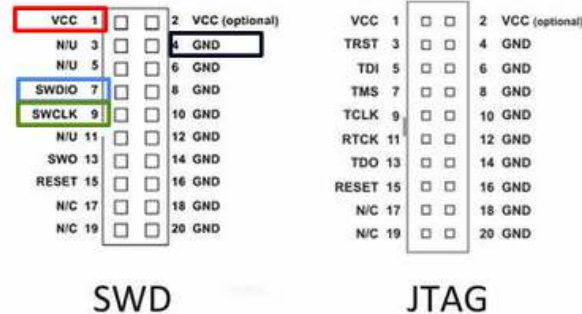 VCC 1 2 VCC (optional)
N/U 3 4 GND
N/U 5 6 GND
SWDIO 7 8 GND
SWCLK 9 10 GND
N/U 11 12 GND
SWO 13 14 GND
RESET 15 16 GND
N/C 17 18 GND
N/C 19 20 GND
SWD
VCC 1 2 VCC (optional)
TRST 3 4 GND
TDI 5 6 GND
TMS 7 8 GND
TCLK 9 10 GND
RTCK 11 12 GND
TDO 13 14 GND
RESET 15 16 GND
N/C 17 18 GND
N/C 19 20 GND
JTAG